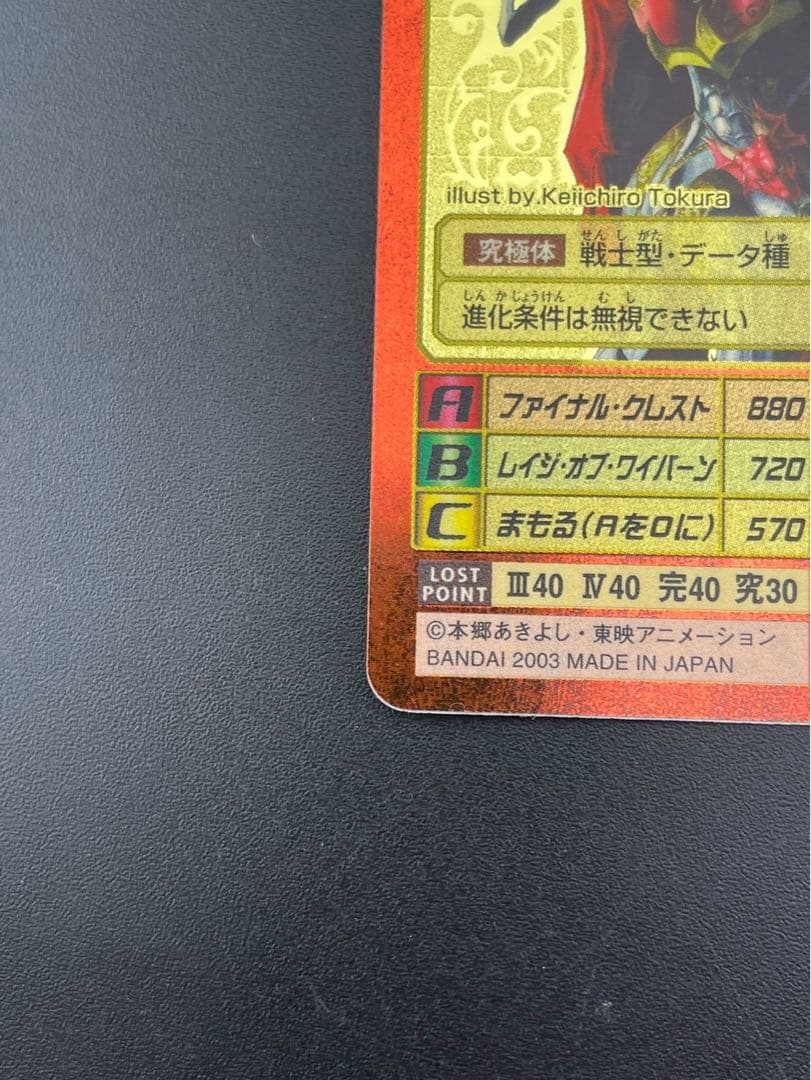 illust by.Keiichiro Tokura
究極体 戦士型・データ種
せんしがた しゅ
進化条件は無視できない
しんかじょうけん むし
A ファイナル・クレスト 880
B レイジ・オブ・ワイバーン 720
C まもる(Aを0に) 570
LOST POINT Ⅲ40 Ⅳ40 完40 究30
©本郷あきよし・東映アニメーション
BANDAI 2003 MADE IN JAPAN